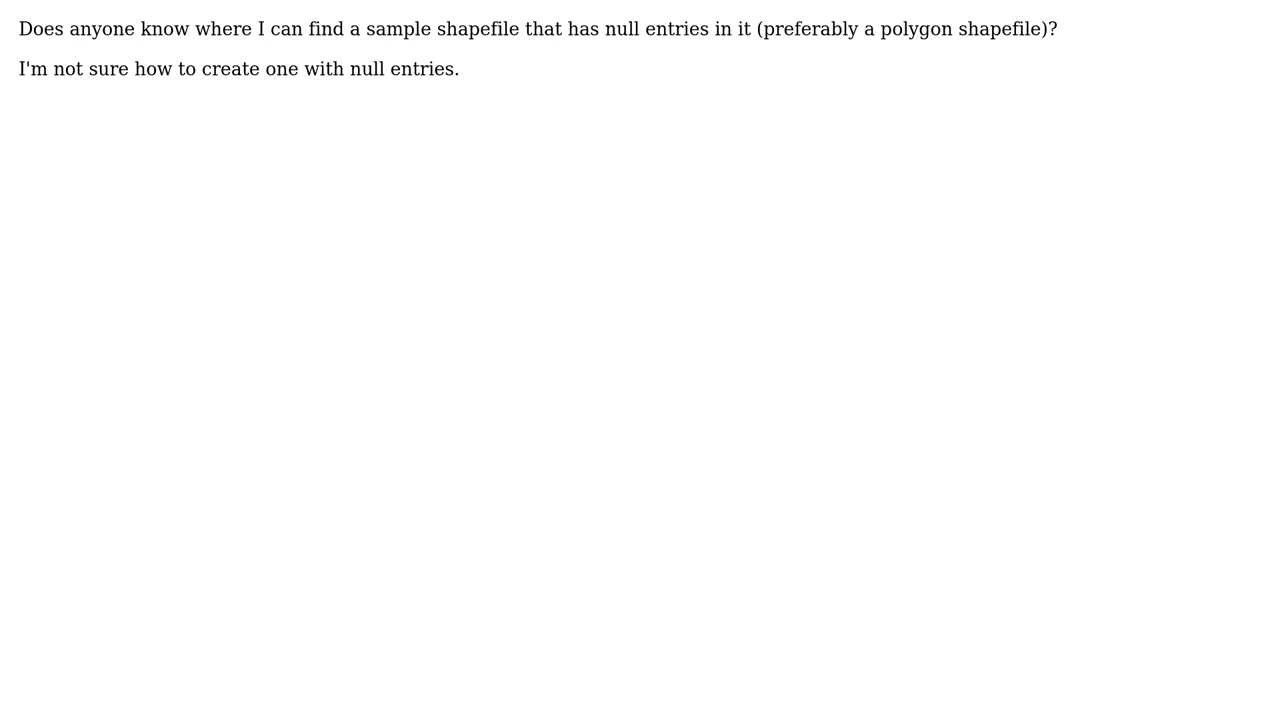 Does anyone know where I can find a sample shapefile that has null entries in it (preferably a polygon shapefile)?
I'm not sure how to create one with null entries.